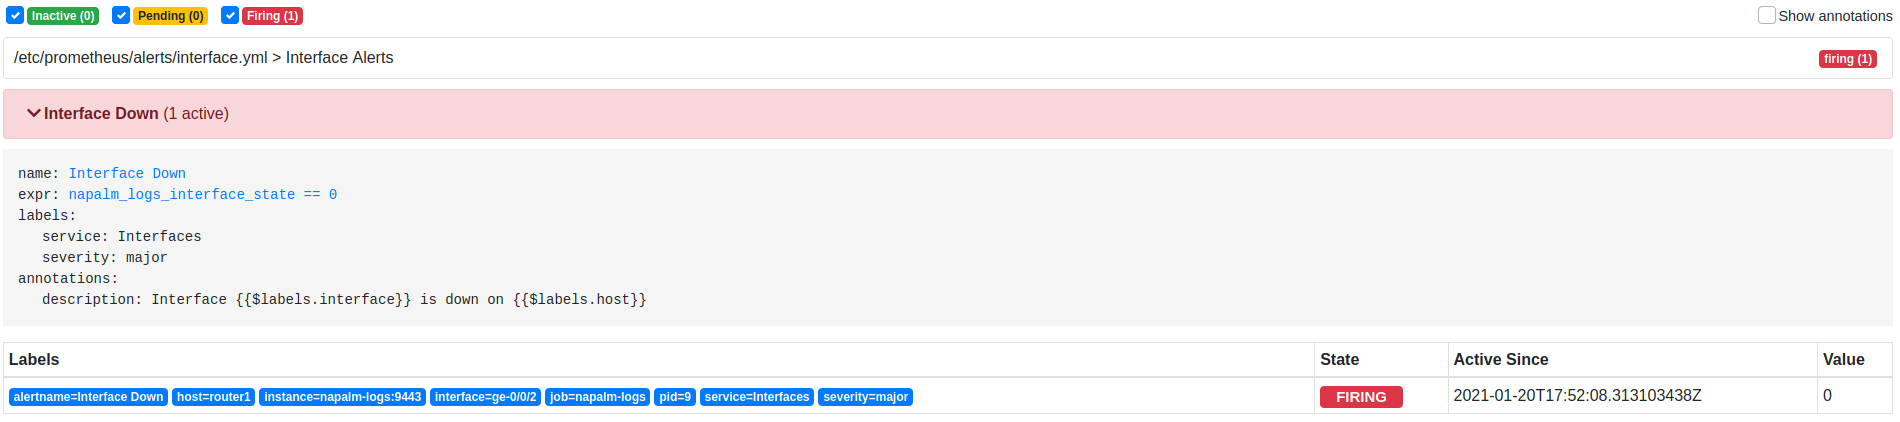 Inactive (0) Pending (0) Firing (1) Show annotations
/etc/prometheus/alerts/interface.yml > Interface Alerts firing (1)
Interface Down (1 active)
name: Interface Down
expr: napalm_logs_interface_state == 0
labels:
service: Interfaces
severity: major
annotations:
description: Interface {{$labels.interface}} is down on {{$labels.host}}
Labels State Active Since Value
alertname=Interface Down host=router1 instance=napalm-logs:9443 interface=ge-0/0/2 job=napalm-logs pid=9 service=Interfaces severity=major FIRING 2021-01-20T17:52:08.313103438Z 0